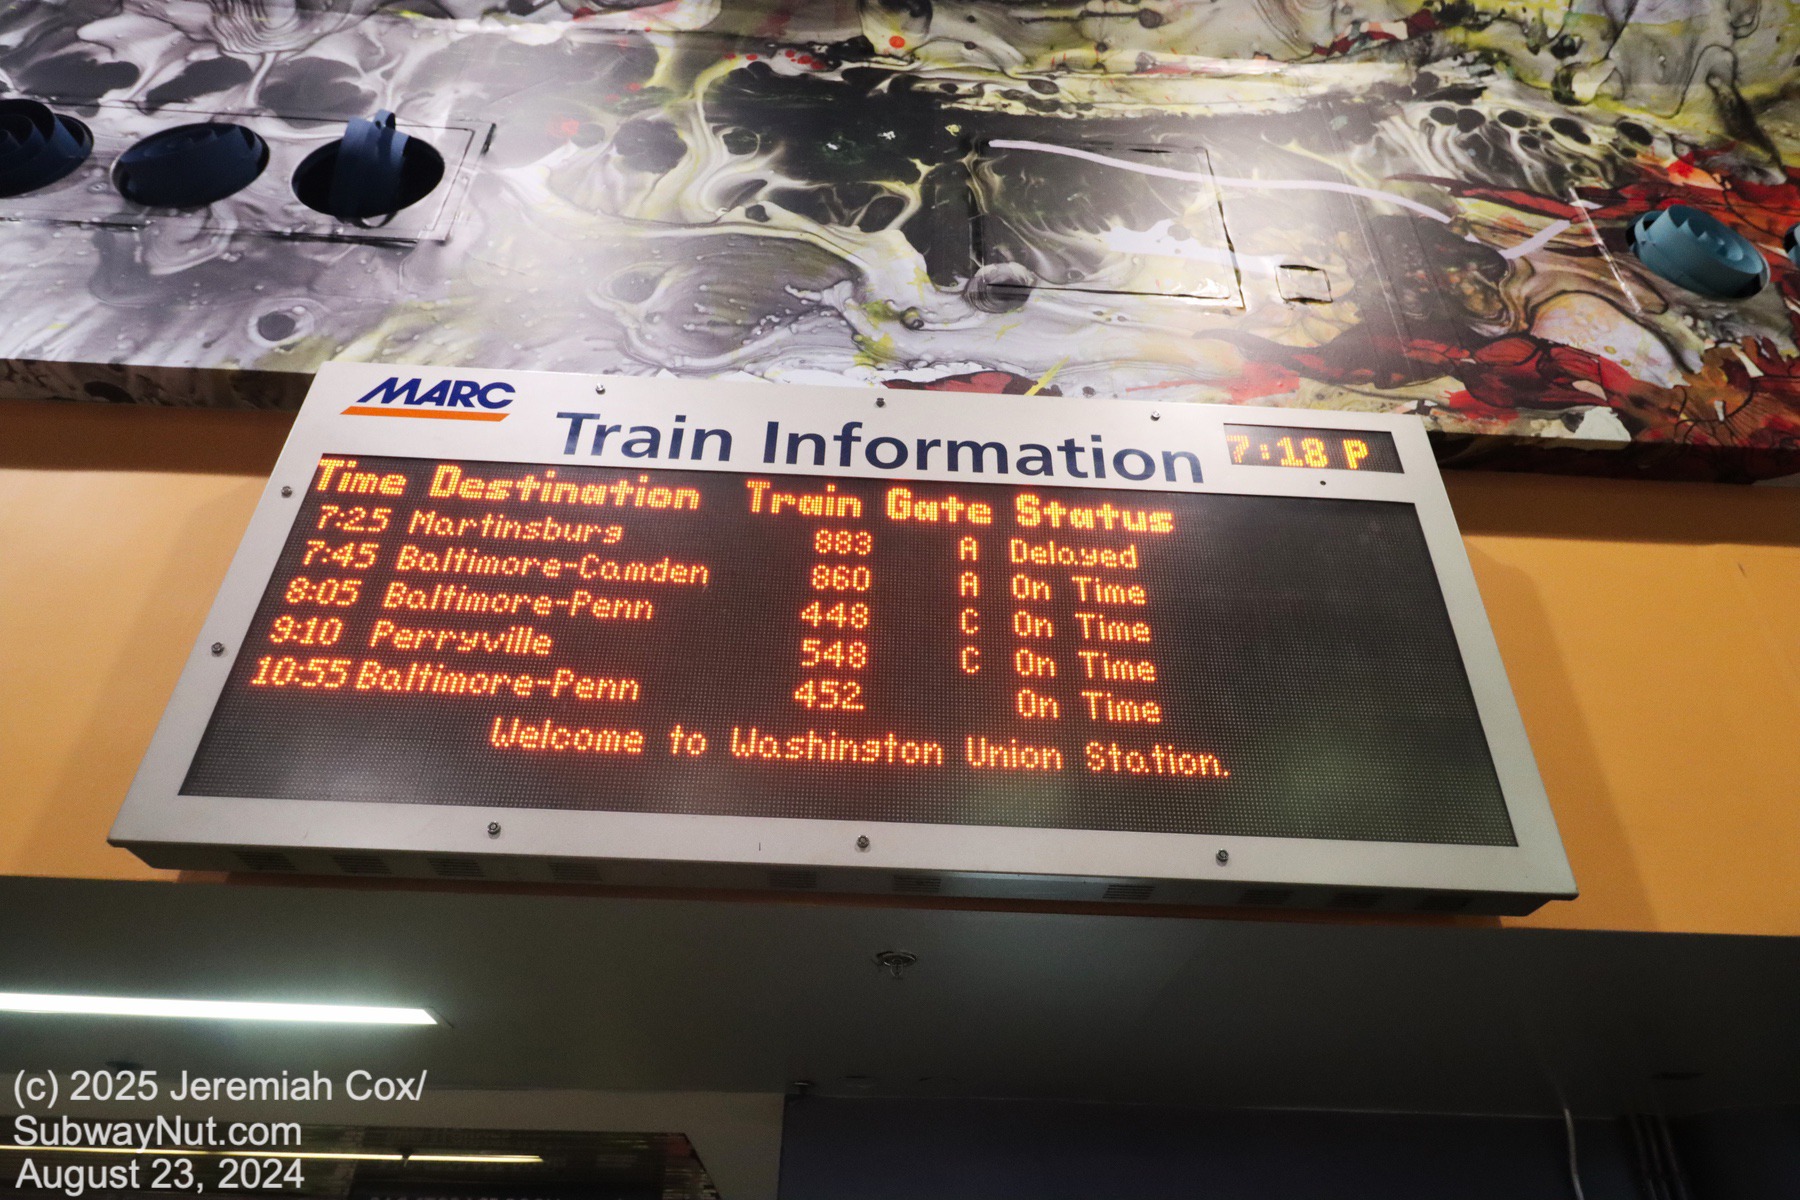 MARC
Train Information
7:18 P
Time Destination Train Gate Status
7:25 Martinsburg 883 A Delayed
7:45 Baltimore-Camden 860 A On Time
8:05 Baltimore-Penn 448 C On Time
9:10 Perryville 548 C On Time
10:55 Baltimore-Penn 452 On Time
Welcome to Washington Union Station.
(c) 2025 Jeremiah Cox/
SubwayNut.com
August 23, 2024